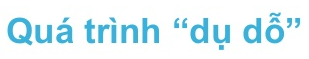 Quá trình “dụ dỗ”